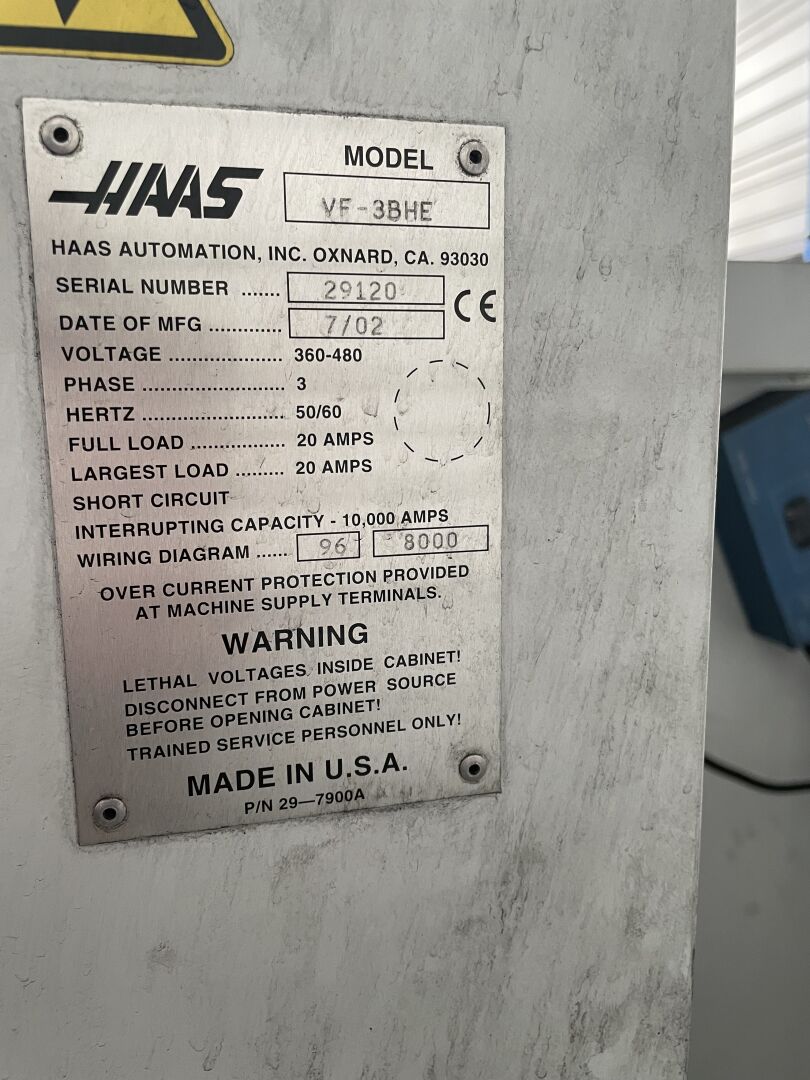 MODEL
HAAS
VF-3BHE
HAAS AUTOMATION, INC. OXNARD, CA. 93030
SERIAL NUMBER ....... 29120
CE
DATE OF MFG ............ 7/02
VOLTAGE ................... 360-480
PHASE ........................ 3
HERTZ ........................ 50/60
FULL LOAD ................ 20 AMPS
LARGEST LOAD ......... 20 AMPS
SHORT CIRCUIT
INTERRUPTING CAPACITY - 10,000 AMPS
WIRING DIAGRAM ...... 96 8000
OVER CURRENT PROTECTION PROVIDED
AT MACHINE SUPPLY TERMINALS.
WARNING
LETHAL VOLTAGES INSIDE CABINET!
DISCONNECT FROM POWER SOURCE
BEFORE OPENING CABINET!
TRAINED SERVICE PERSONNEL ONLY!
MADE IN U.S.A.
P/N 29—7900A